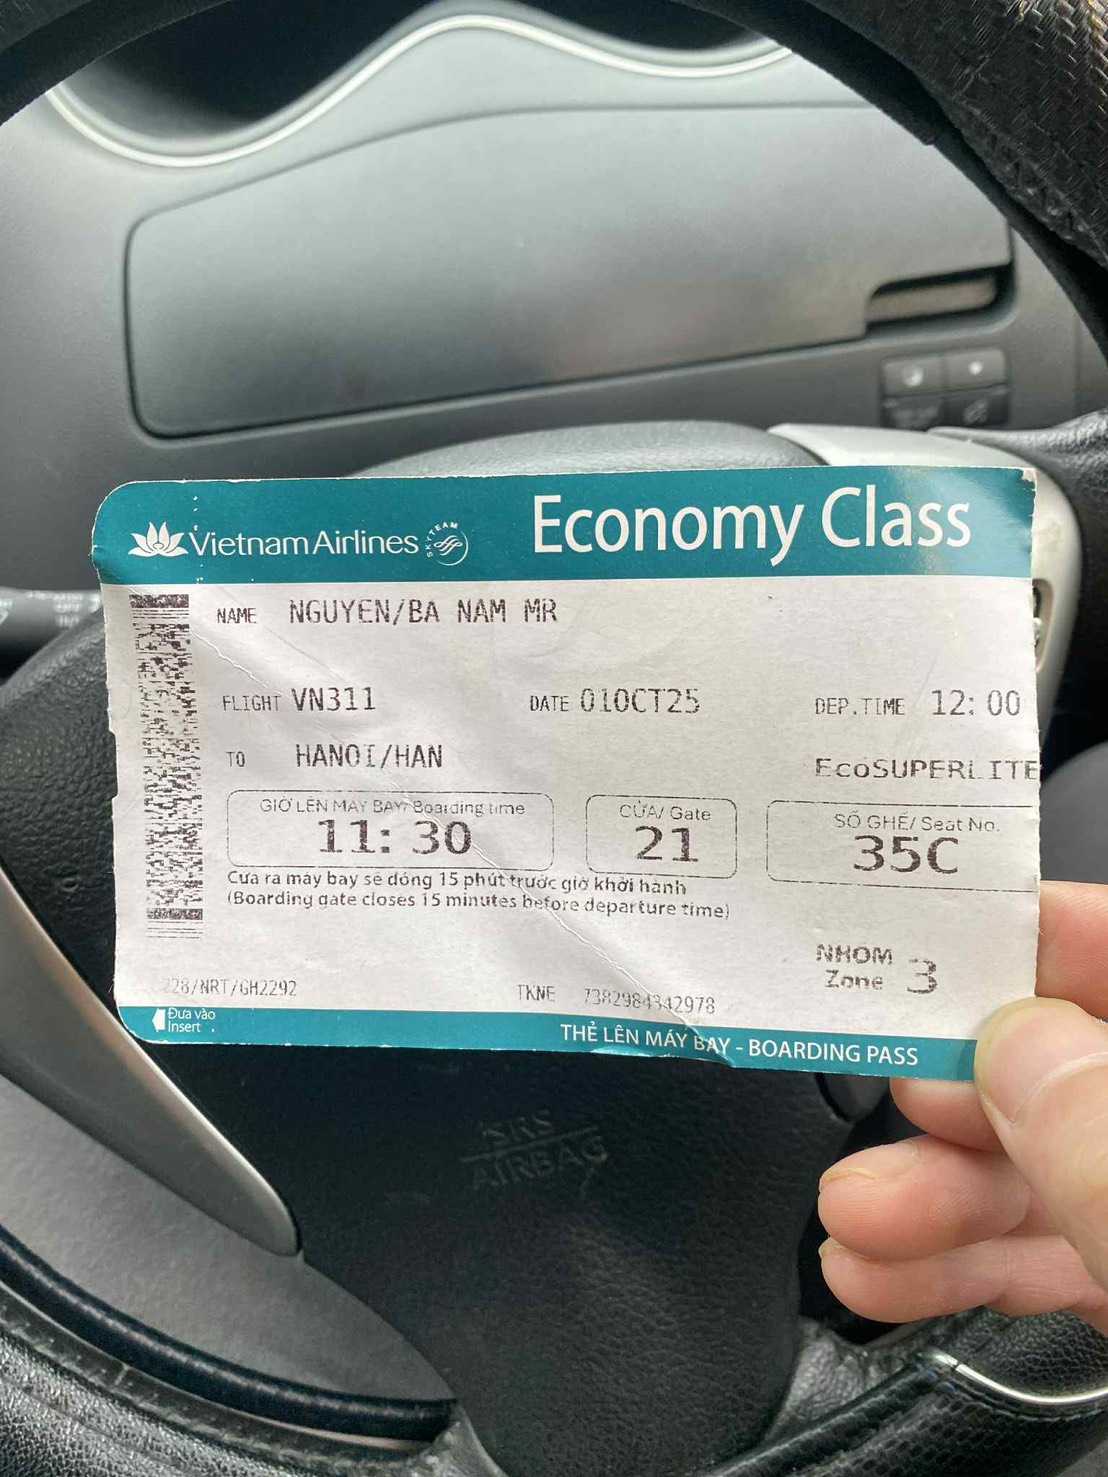 Vietnam Airlines SKYTEAM Economy Class
NAME NGUYEN/BA NAM MR
FLIGHT VN311 DATE 01OCT25 DEP.TIME 12:00
TO HANOI/HAN
EcoSUPERLITE
GIỜ LÊN MÁY BAY/ Boarding time
11:30
CỬA/ Gate
21
SỐ GHẾ/ Seat No.
35C
Cửa ra máy bay sẽ đóng 15 phút trước giờ khởi hành
(Boarding gate closes 15 minutes before departure time)
NHÓM
Zone 3
228/NRT/GH2292 TKNE 7382984342978
Đưa vào
Insert
THẺ LÊN MÁY BAY - BOARDING PASS
SRS
AIRBAG